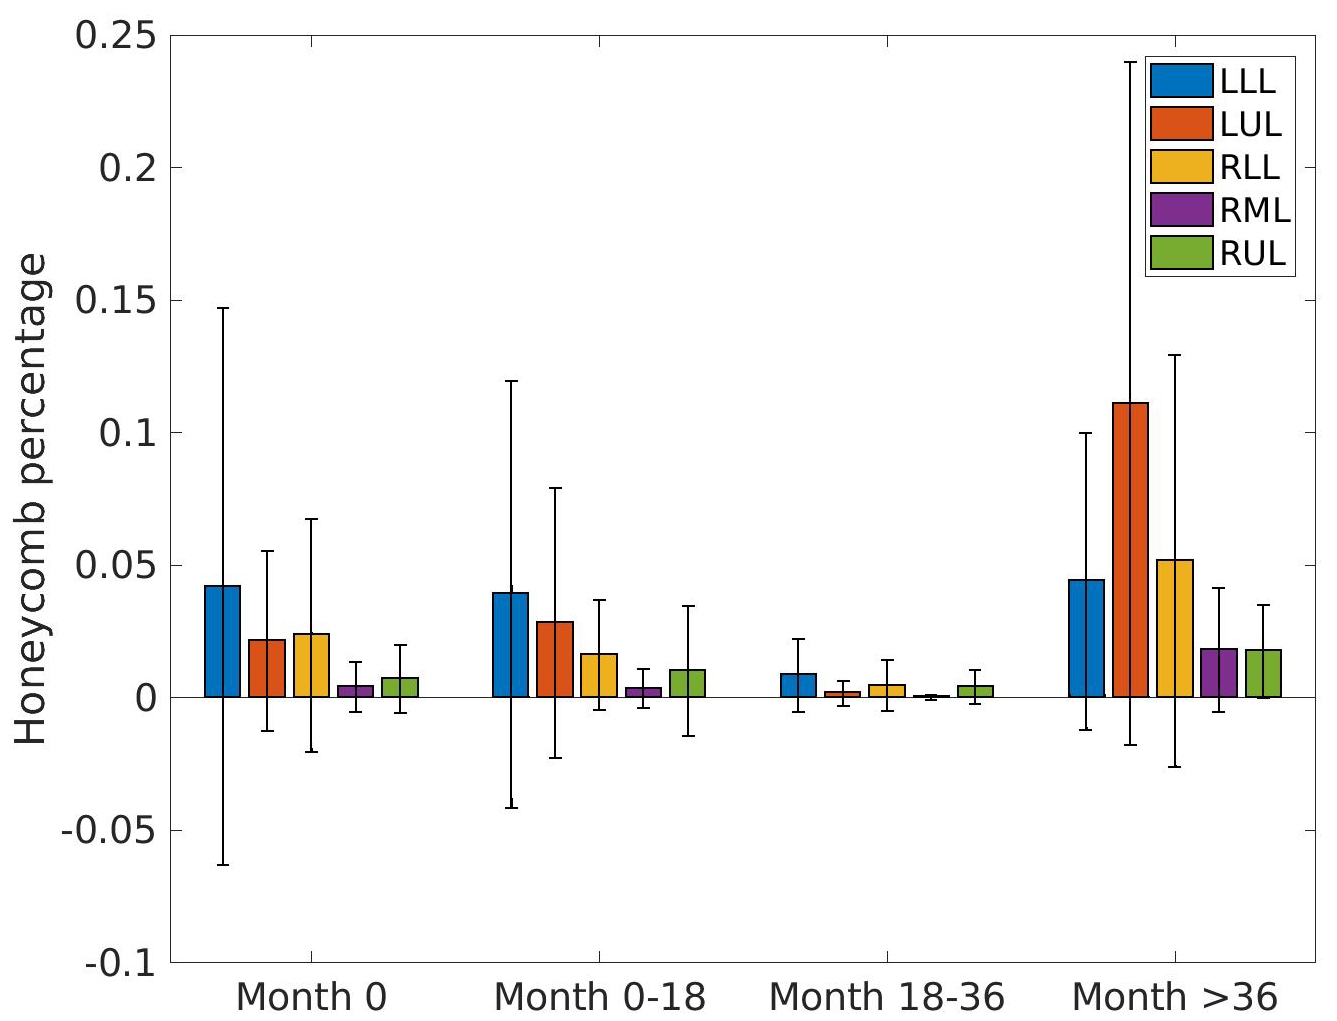 0.25
0.2
0.15
0.1
0.05
0
-0.05
-0.1
Honeycomb percentage
LLL
LUL
RLL
RML
RUL
Month 0
Month 0-18
Month 18-36
Month >36